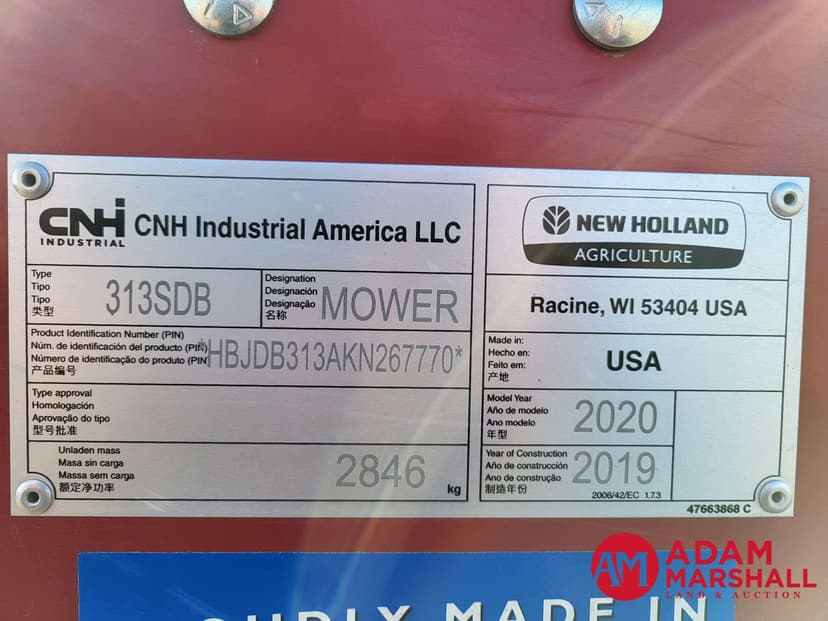 CNH
INDUSTRIAL
CNH Industrial America LLC
Type
Tipo
Tipo
类型
313SDB
Designation
Designación
Designação
名称
MOWER
Product Identification Number (PIN)
Núm. de identificación del producto (PIN)
Número de identificação do produto (PIN)
产品编号
*HBJDB313AKN267770*
Type approval
Homologación
Aprovação do tipo
型号批准
Unladen mass
Masa sin carga
Massa sem carga
额定净功率
2846
kg
NEW HOLLAND
AGRICULTURE
Racine, WI 53404 USA
Made in:
Hecho en:
Feito em:
产地
USA
Model Year
Año de modelo
Ano modelo
年型
2020
Year of Construction
Año de construcción
Ano de construção
制造年份
2019
2006/42/EC 1.7.3
47663868 C
AM
ADAM
MARSHALL
LAND & AUCTION
MADE IN